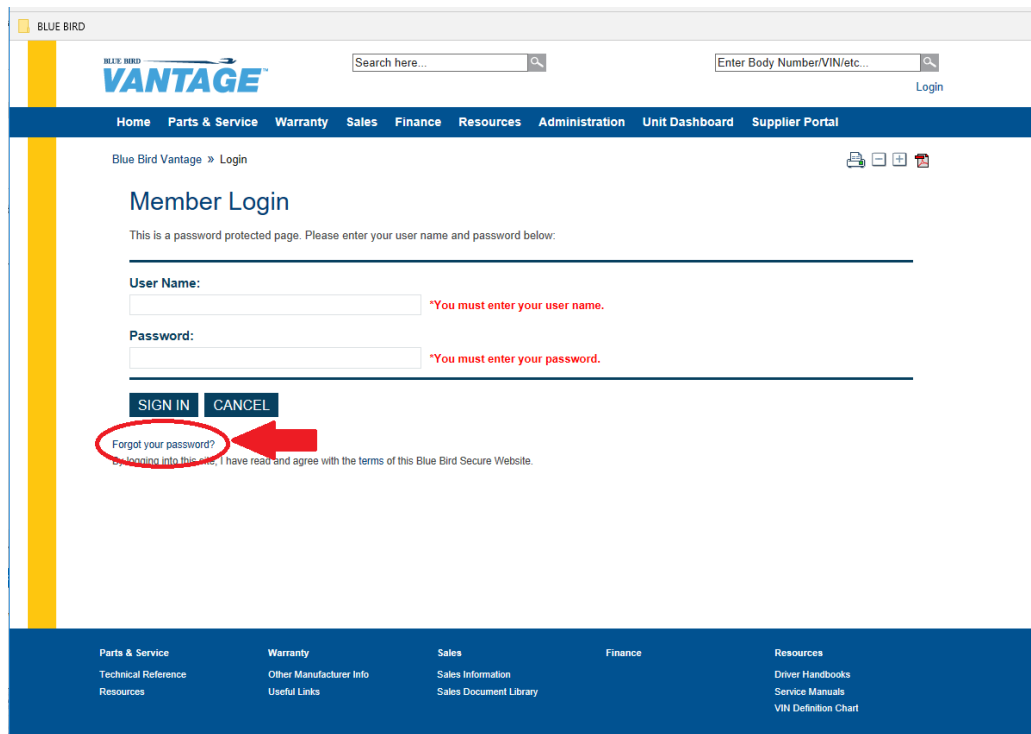 BLUE BIRD
BLUE BIRD
VANTAGE™
Search here...
Enter Body Number/VIN/etc...
Login
Home Parts & Service Warranty Sales Finance Resources Administration Unit Dashboard Supplier Portal
Blue Bird Vantage » Login
Member Login
This is a password protected page. Please enter your user name and password below:
User Name:
*You must enter your user name.
Password:
*You must enter your password.
SIGN IN CANCEL
Forgot your password?
By logging into this site, I have read and agree with the terms of this Blue Bird Secure Website.
Parts & Service Warranty Sales Finance Resources
Technical Reference Other Manufacturer Info Sales Information Driver Handbooks
Resources Useful Links Sales Document Library Service Manuals
VIN Definition Chart